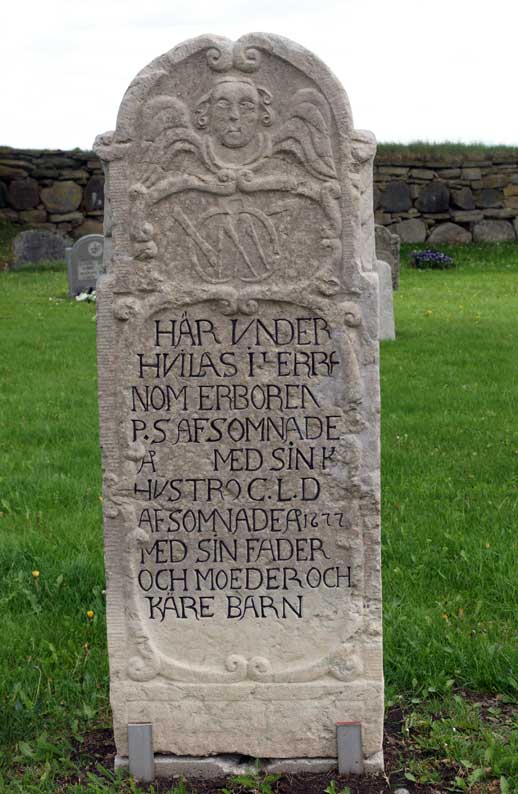 HÄR VNDER
HVILAS I HERRE
NOM ERBOREN
P.S AFSOMNADE
Å MED SIN K
HVSTRO C.L.D
AFSOMNADE Å 1677
MED SIN FADER
OCH MOEDER OCH
KÄRE BARN